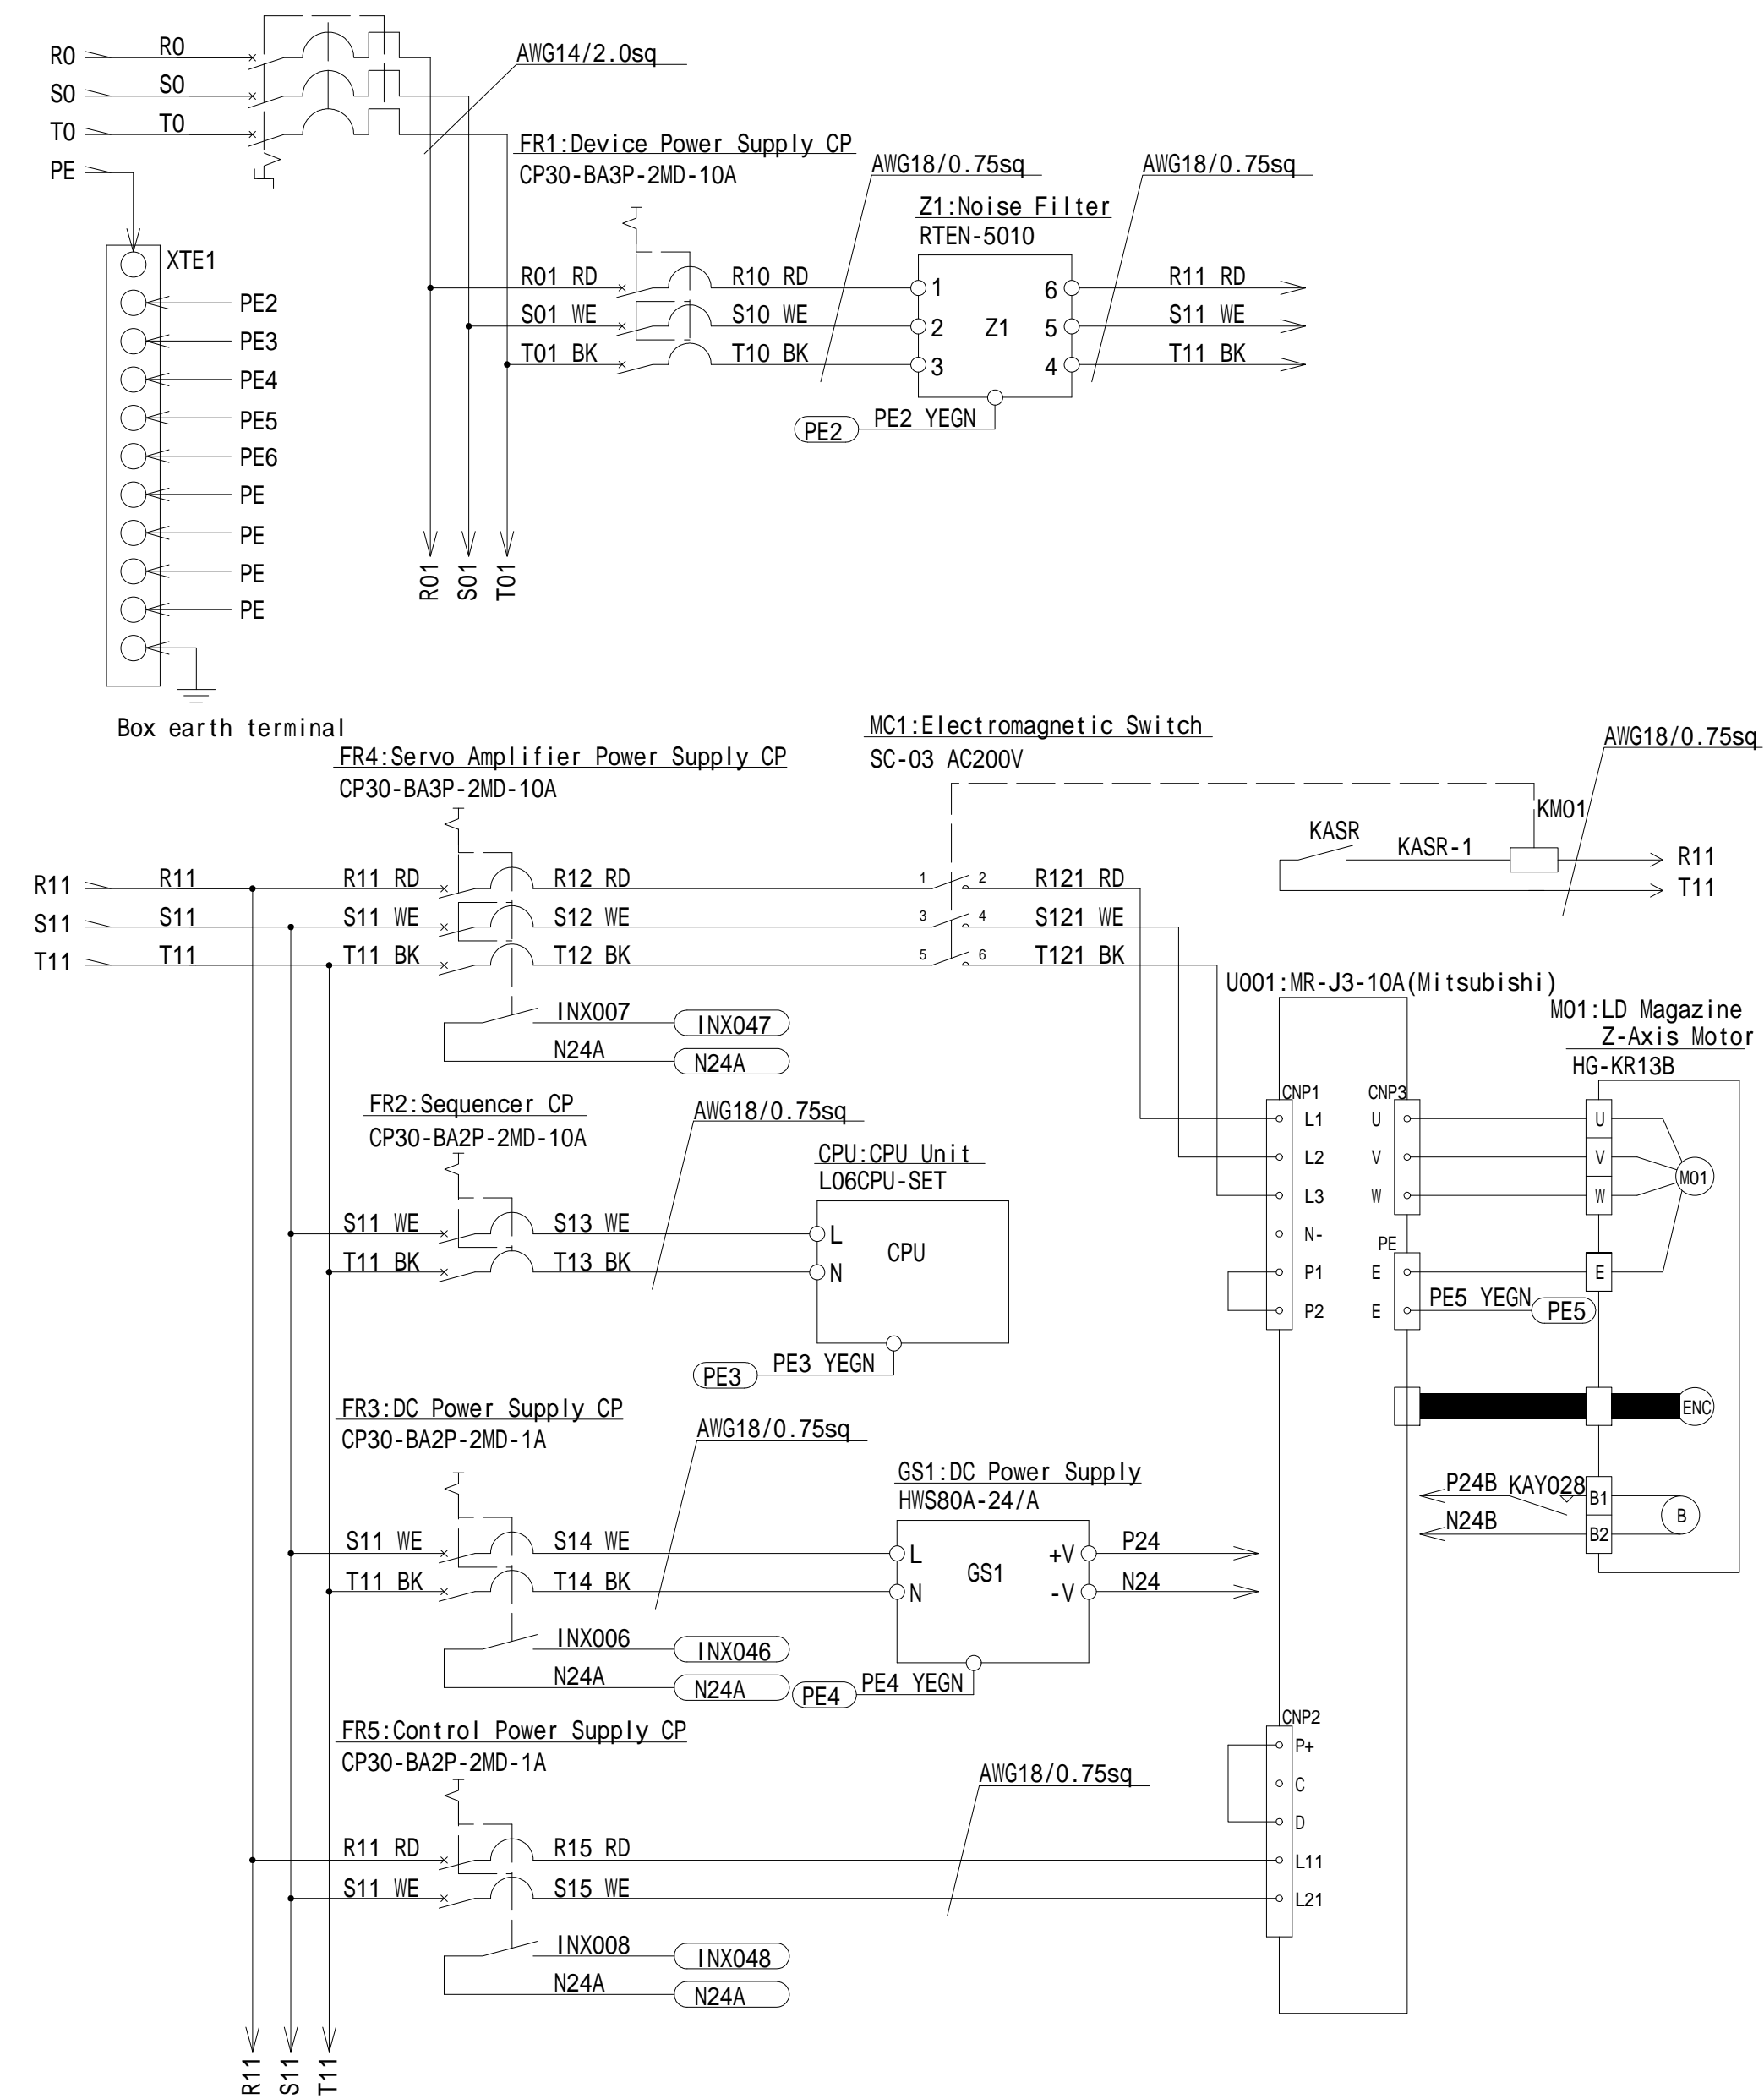 R0 R0
S0 S0
T0 T0
PE
AWG14/2.0sq
FR1:Device Power Supply CP
CP30-BA3P-2MD-10A
AWG18/0.75sq
AWG18/0.75sq
Z1:Noise Filter
RTEN-5010
R01 RD R10 RD 1 6 R11 RD
S01 WE S10 WE 2 Z1 5 S11 WE
T01 BK T10 BK 3 4 T11 BK
PE2 PE2 YEGN
XTE1
PE2
PE3
PE4
PE5
PE6
PE
PE
PE
PE
Box earth terminal
R01
S01
T01
FR4:Servo Amplifier Power Supply CP
CP30-BA3P-2MD-10A
MC1:Electromagnetic Switch
SC-03 AC200V
AWG18/0.75sq
KM01
KASR KASR-1 R11
T11
R11 R11 R11 RD R12 RD 1 2 R121 RD
S11 S11 S11 WE S12 WE 3 4 S121 WE
T11 T11 T11 BK T12 BK 5 6 T121 BK
INX007 INX047
N24A N24A
U001:MR-J3-10A(Mitsubishi)
M01:LD Magazine
Z-Axis Motor
HG-KR13B
CNP1 CNP3
L1 U U
L2 V V M01
L3 W W
N- PE
P1 E E
P2 E PE5 YEGN PE5
ENC
P24B KAY028 B1
N24B B2
B
FR2:Sequencer CP
CP30-BA2P-2MD-10A
AWG18/0.75sq
CPU:CPU Unit
L06CPU-SET
S11 WE S13 WE L
CPU
T11 BK T13 BK N
PE3 PE3 YEGN
FR3:DC Power Supply CP
CP30-BA2P-2MD-1A
AWG18/0.75sq
GS1:DC Power Supply
HWS80A-24/A
S11 WE S14 WE L +V P24
GS1
T11 BK T14 BK N -V N24
INX006 INX046
N24A N24A
PE4 PE4 YEGN
FR5:Control Power Supply CP
CP30-BA2P-2MD-1A
AWG18/0.75sq
CNP2
P+
C
D
R11 RD R15 RD L11
S11 WE S15 WE L21
INX008 INX048
N24A N24A
R11
S11
T11